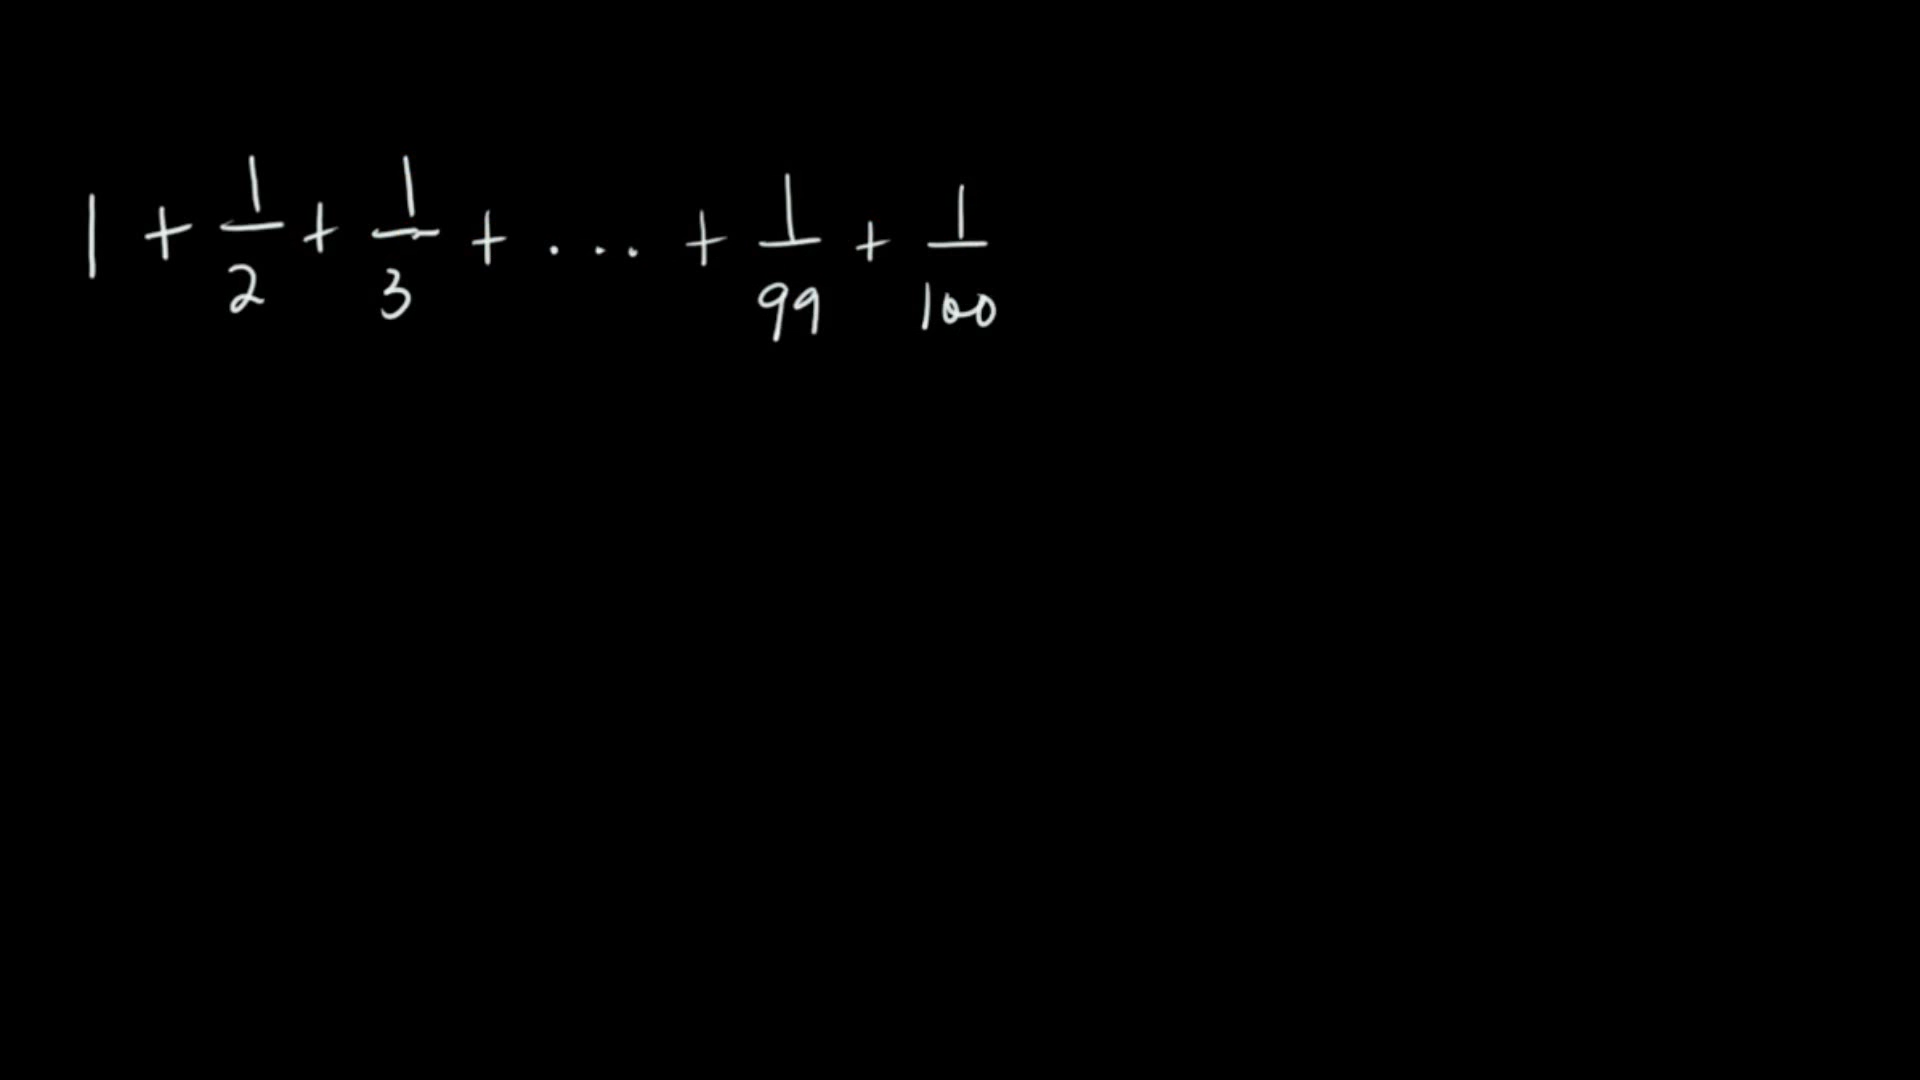 1 + 1/2 + 1/3 + ... + 1/99 + 1/100